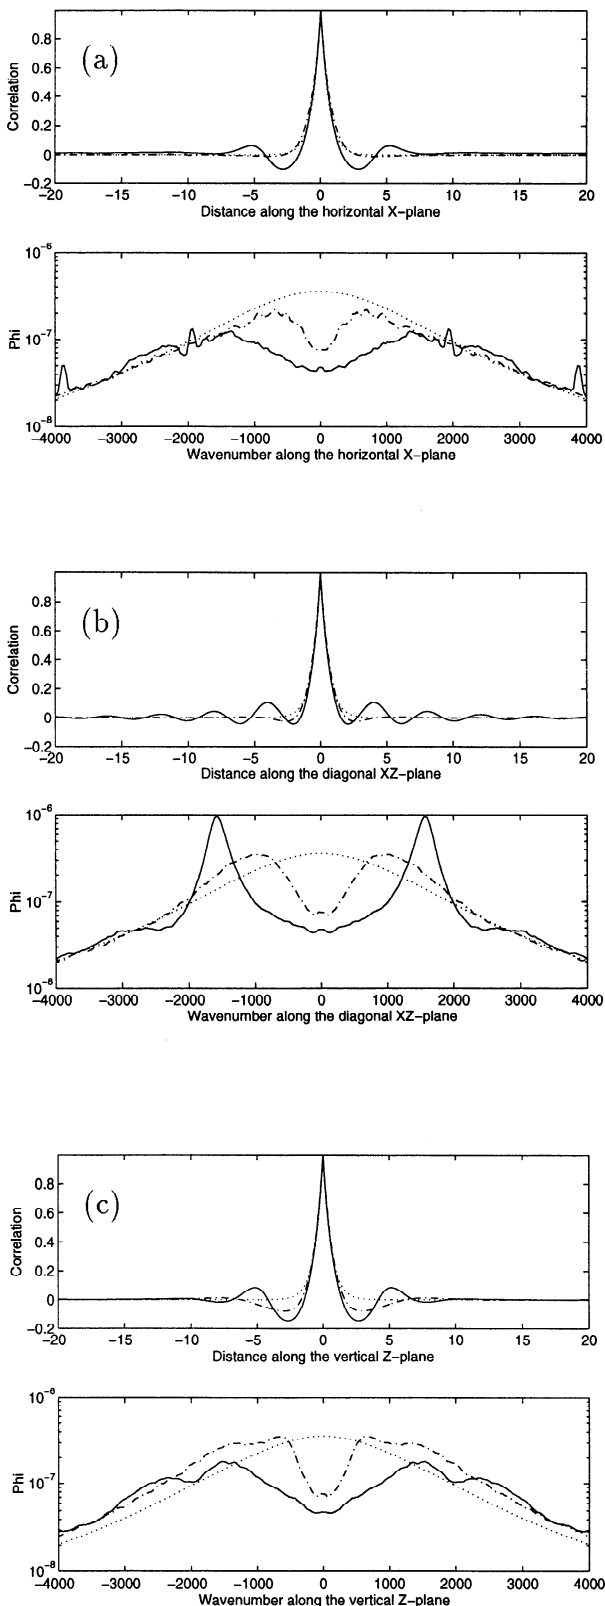 0.8
0.6
0.4
0.2
0
−0.2
Correlation
(a)
−20 −15 −10 −5 0 5 10 15 20
Distance along the horizontal X−plane
10−6
10−7
10−8
Phi
−4000 −3000 −2000 −1000 0 1000 2000 3000 4000
Wavenumber along the horizontal X−plane
0.8
0.6
0.4
0.2
0
−0.2
Correlation
(b)
−20 −15 −10 −5 0 5 10 15 20
Distance along the diagonal XZ−plane
10−6
10−7
10−8
Phi
−4000 −3000 −2000 −1000 0 1000 2000 3000 4000
Wavenumber along the diagonal XZ−plane
0.8
0.6
0.4
0.2
0
−0.2
Correlation
(c)
−20 −15 −10 −5 0 5 10 15 20
Distance along the vertical Z−plane
10−6
10−7
10−8
Phi
−4000 −3000 −2000 −1000 0 1000 2000 3000 4000
Wavenumber along the vertical Z−plane